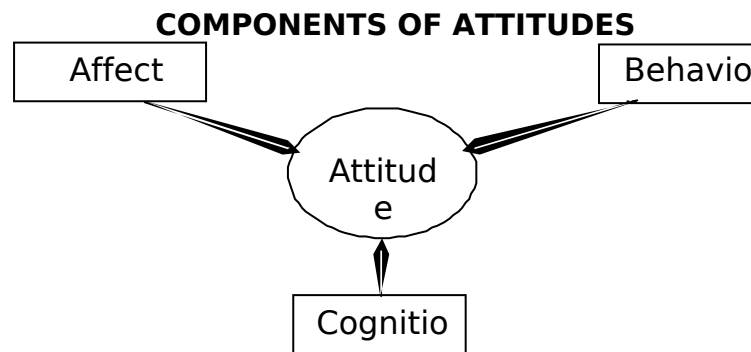 COMPONENTS OF ATTITUDES
Affect
Behavio
Attitud
e
Cognitio